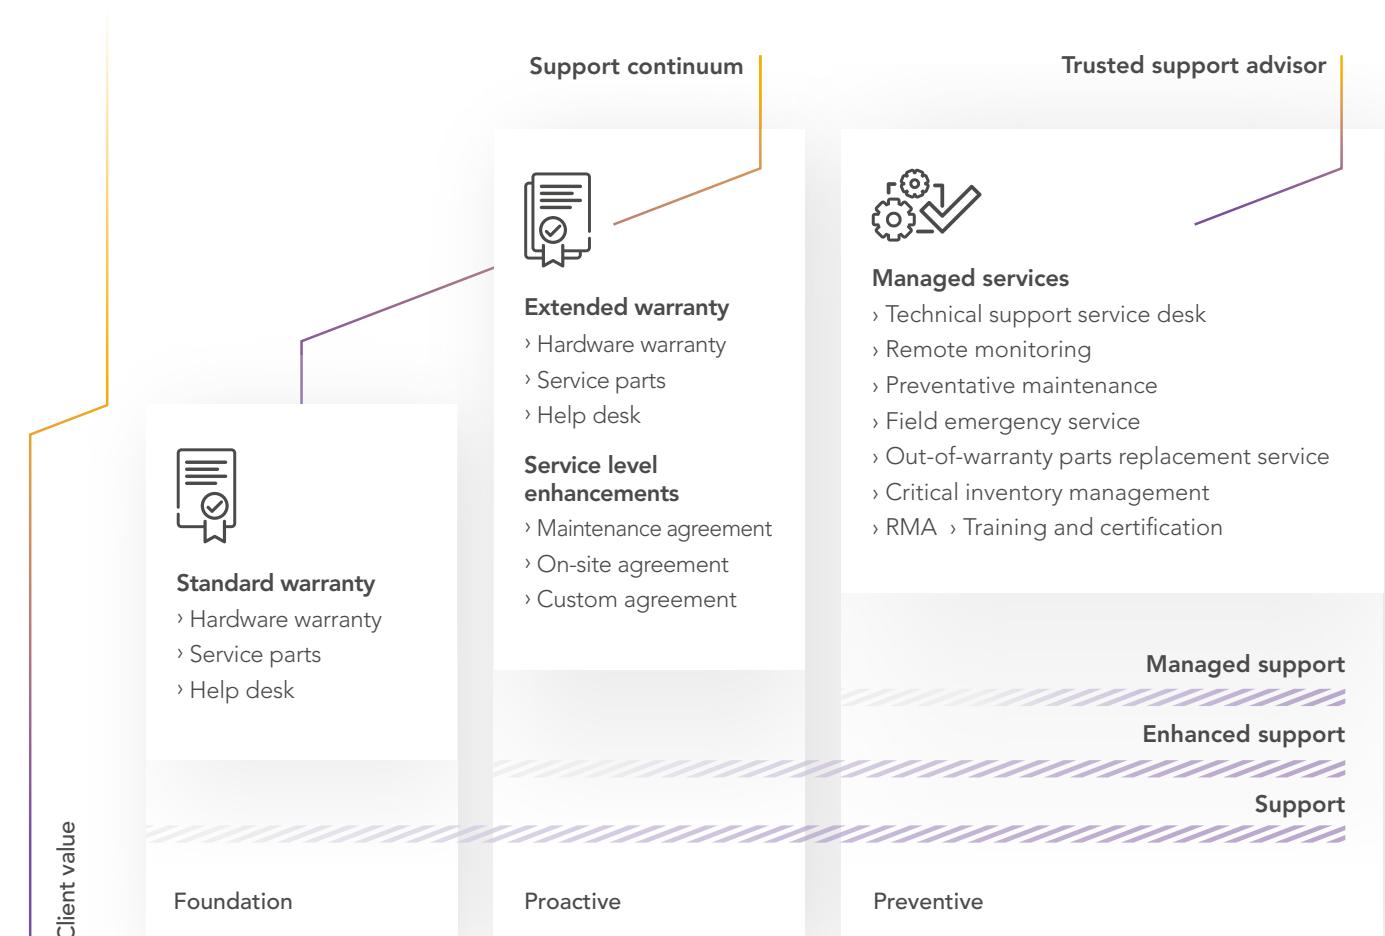 Support continuum
Trusted support advisor
Standard warranty
› Hardware warranty
› Service parts
› Help desk
Extended warranty
› Hardware warranty
› Service parts
› Help desk
Service level
enhancements
› Maintenance agreement
› On-site agreement
› Custom agreement
Managed services
› Technical support service desk
› Remote monitoring
› Preventative maintenance
› Field emergency service
› Out-of-warranty parts replacement service
› Critical inventory management
› RMA › Training and certification
Managed support
Enhanced support
Support
Client value
Foundation
Proactive
Preventive